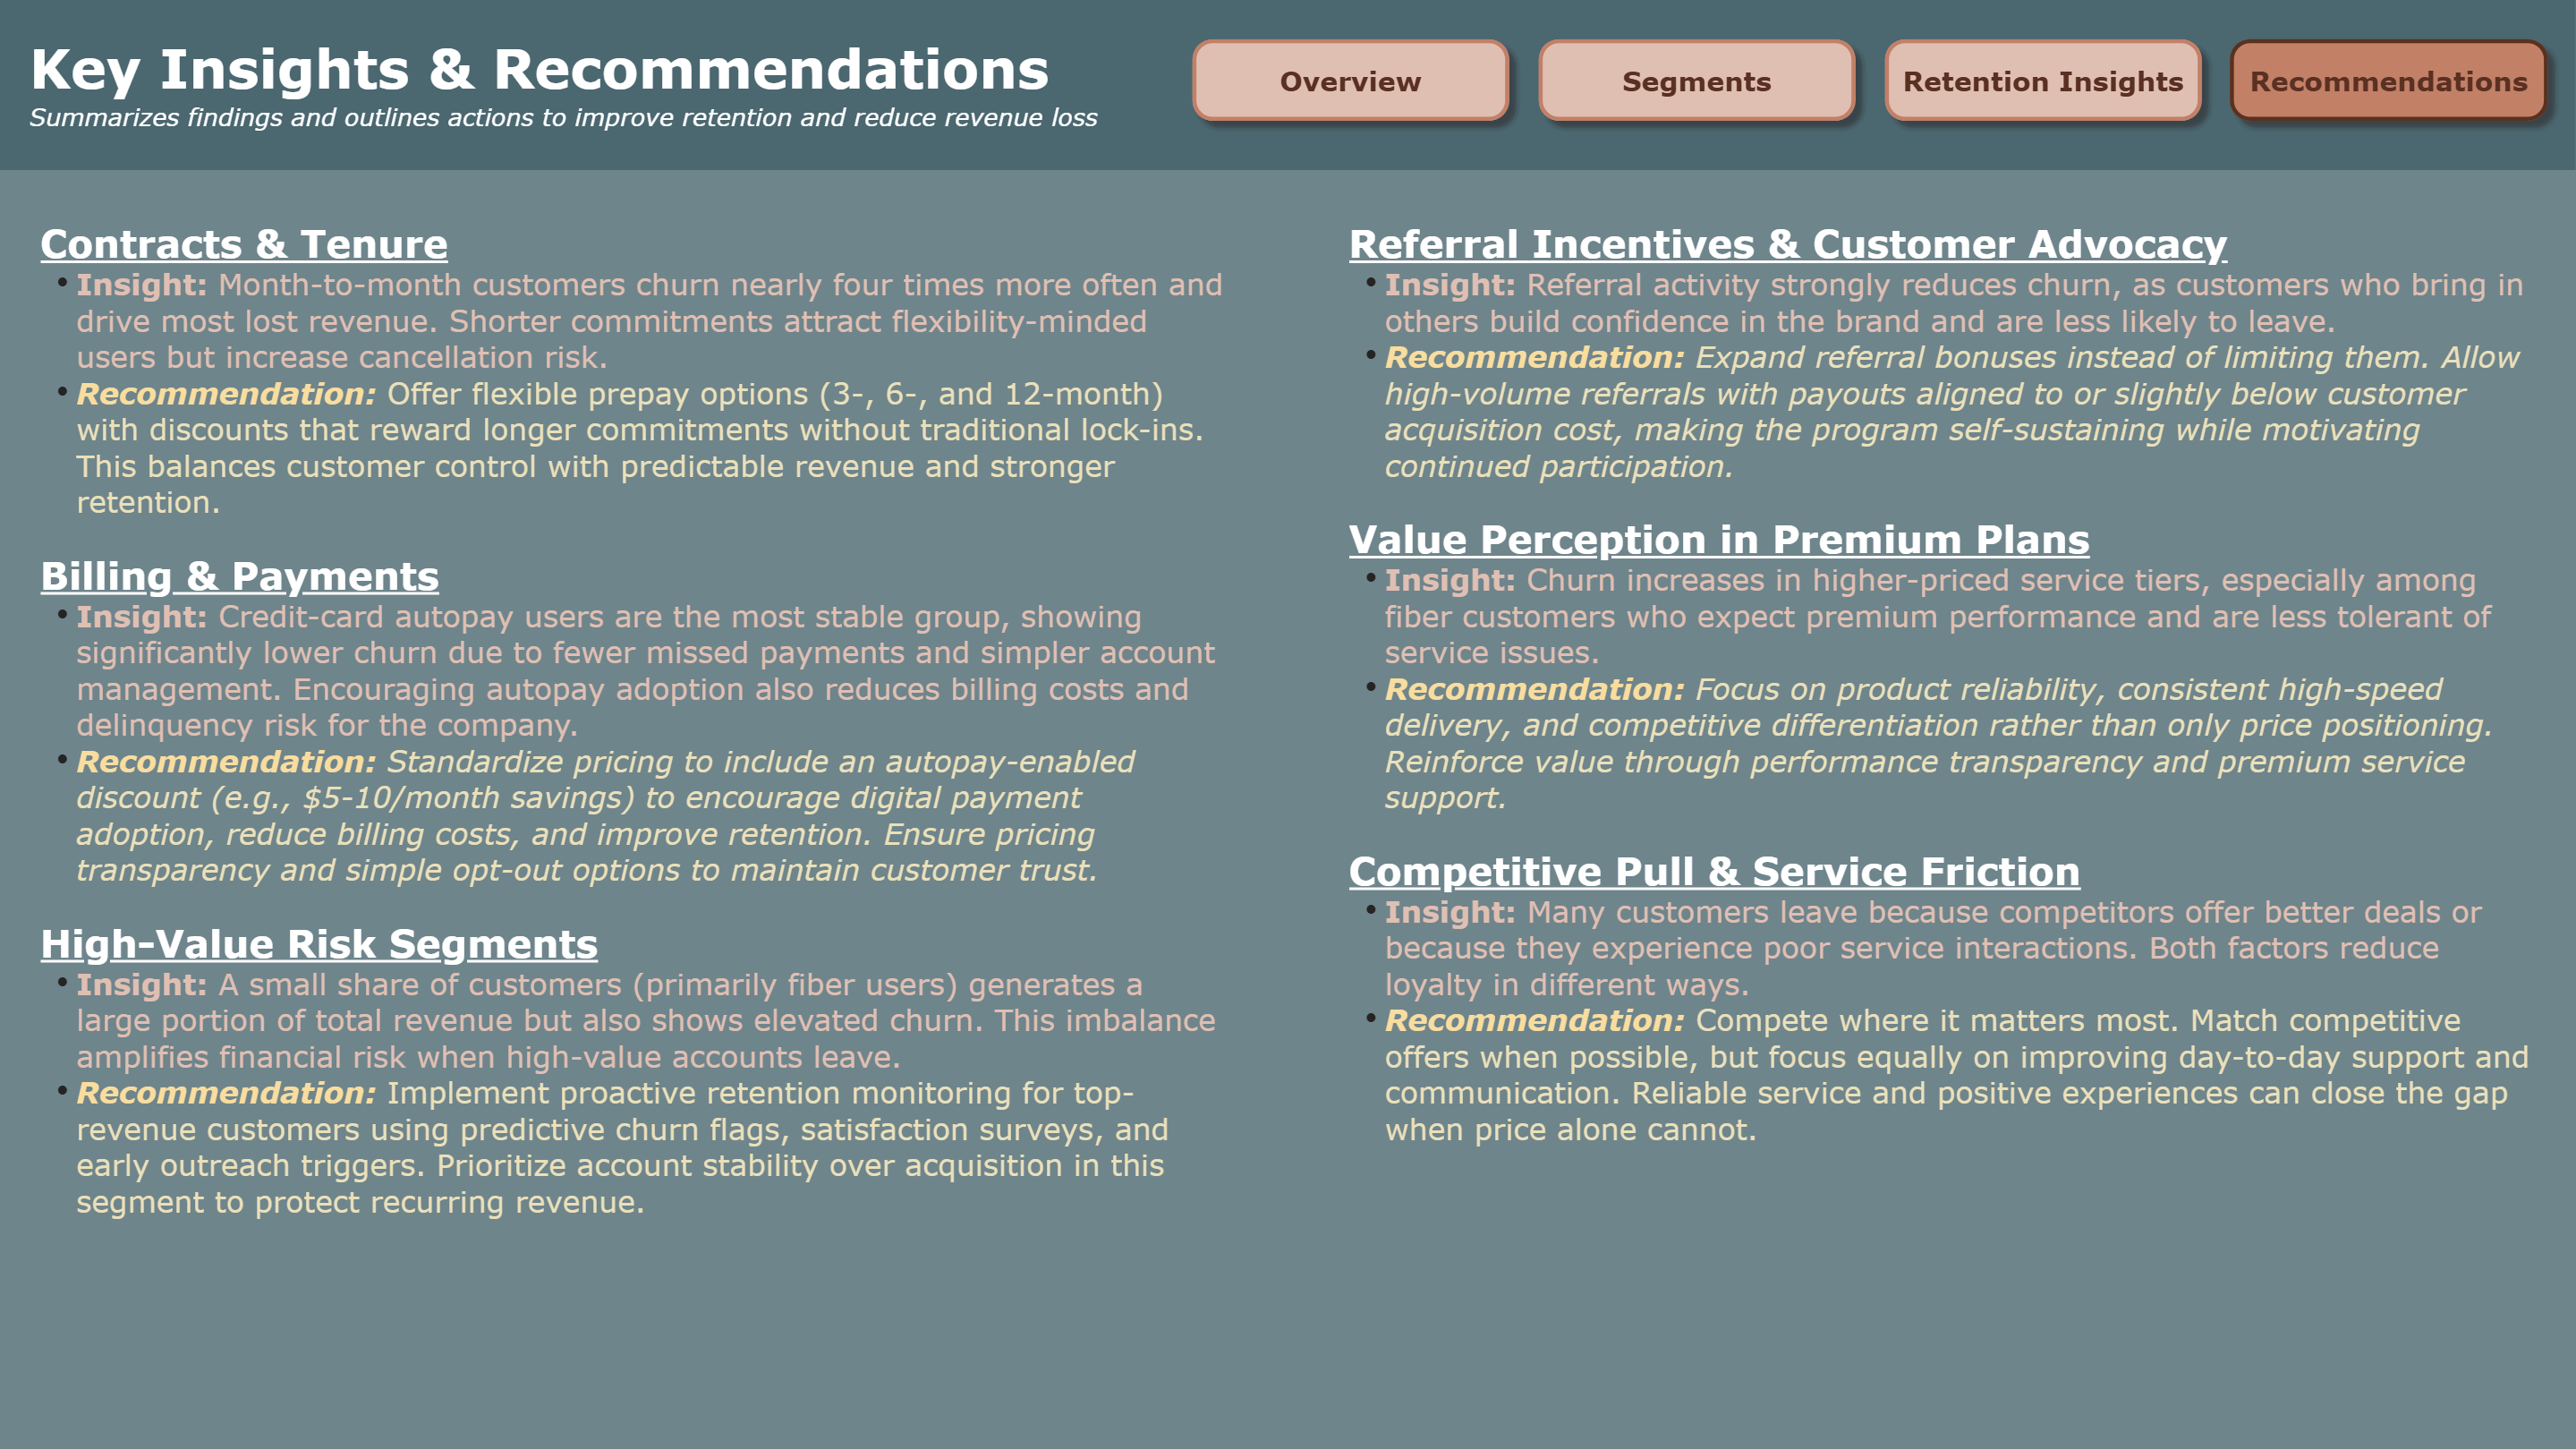 Key Insights & Recommendations
Summarizes findings and outlines actions to improve retention and reduce revenue loss
Overview
Segments
Retention Insights
Recommendations
Contracts & Tenure
• Insight: Month-to-month customers churn nearly four times more often and
drive most lost revenue. Shorter commitments attract flexibility-minded
users but increase cancellation risk.
• Recommendation: Offer flexible prepay options (3-, 6-, and 12-month)
with discounts that reward longer commitments without traditional lock-ins.
This balances customer control with predictable revenue and stronger
retention.
Billing & Payments
• Insight: Credit-card autopay users are the most stable group, showing
significantly lower churn due to fewer missed payments and simpler account
management. Encouraging autopay adoption also reduces billing costs and
delinquency risk for the company.
• Recommendation: Standardize pricing to include an autopay-enabled
discount (e.g., $5-10/month savings) to encourage digital payment
adoption, reduce billing costs, and improve retention. Ensure pricing
transparency and simple opt-out options to maintain customer trust.
High-Value Risk Segments
• Insight: A small share of customers (primarily fiber users) generates a
large portion of total revenue but also shows elevated churn. This imbalance
amplifies financial risk when high-value accounts leave.
• Recommendation: Implement proactive retention monitoring for top-
revenue customers using predictive churn flags, satisfaction surveys, and
early outreach triggers. Prioritize account stability over acquisition in this
segment to protect recurring revenue.
Referral Incentives & Customer Advocacy
• Insight: Referral activity strongly reduces churn, as customers who bring in
others build confidence in the brand and are less likely to leave.
• Recommendation: Expand referral bonuses instead of limiting them. Allow
high-volume referrals with payouts aligned to or slightly below customer
acquisition cost, making the program self-sustaining while motivating
continued participation.
Value Perception in Premium Plans
• Insight: Churn increases in higher-priced service tiers, especially among
fiber customers who expect premium performance and are less tolerant of
service issues.
• Recommendation: Focus on product reliability, consistent high-speed
delivery, and competitive differentiation rather than only price positioning.
Reinforce value through performance transparency and premium service
support.
Competitive Pull & Service Friction
• Insight: Many customers leave because competitors offer better deals or
because they experience poor service interactions. Both factors reduce
loyalty in different ways.
• Recommendation: Compete where it matters most. Match competitive
offers when possible, but focus equally on improving day-to-day support and
communication. Reliable service and positive experiences can close the gap
when price alone cannot.